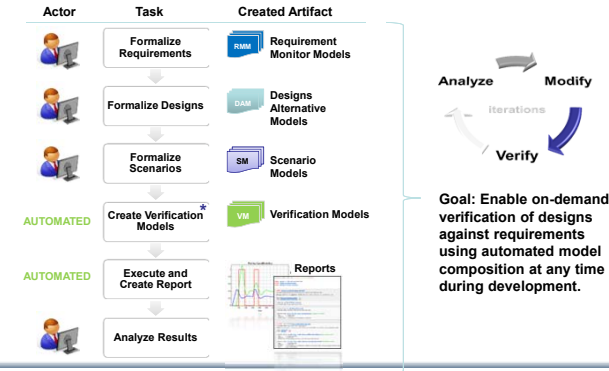 Actor Task Created Artifact
Formalize
Requirements
RMM
Requirement
Monitor Models
Formalize Designs
DAM
Designs
Alternative
Models
Formalize
Scenarios
SM
Scenario
Models
AUTOMATED
Create Verification *
Models
VM
Verification Models
AUTOMATED
Execute and
Create Report
Reports
Analyze Results
Analyze Modify
Iterations
Verify
Goal: Enable on-demand
verification of designs
against requirements
using automated model
composition at any time
during development.